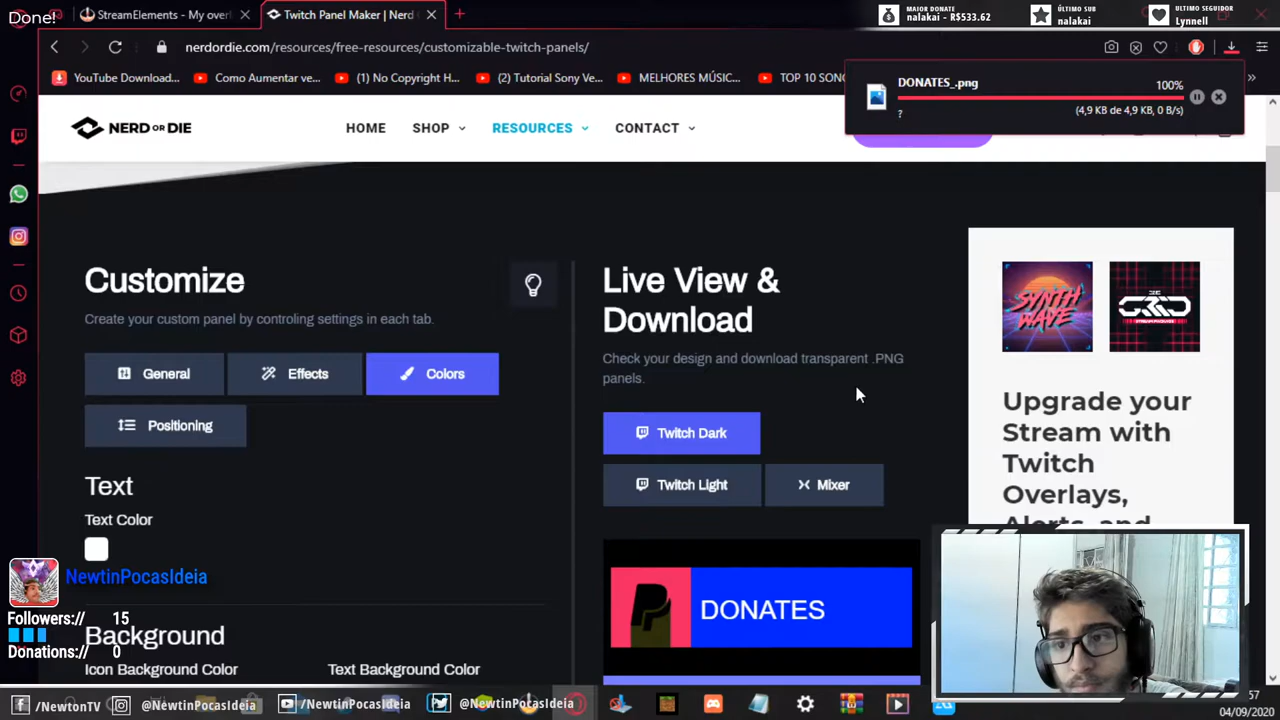 Done!
StreamElements - My over
Twitch Panel Maker | Nerd
MAIOR DONATE
nalakai - R$533.62
ÚLTIMO SUB
nalakai
ÚLTIMO SEGUIDOR
Lynnell
nerdordie.com/resources/free-resources/customizable-twitch-panels/
YouTube Download...
Como Aumentar ve...
(1) No Copyright H...
(2) Tutorial Sony Ve...
MELHORES MÚSIC...
TOP 10 SONG
DONATES_.png
100%
(4,9 KB de 4,9 KB, 0 B/s)
?
NERD OR DIE
HOME
SHOP
RESOURCES
CONTACT
Customize
Create your custom panel by controling settings in each tab.
General
Effects
Colors
Positioning
Text
Text Color
Live View &
Download
Check your design and download transparent .PNG
panels.
Twitch Dark
Twitch Light
Mixer
DONATES
SYNTH
WAVE
GRID
Upgrade your
Stream with
Twitch
Overlays,
Alerts, and
NewtinPocasIdeia
Followers:// 15
Donations:// 0
Background
Icon Background Color
Text Background Color
/NewtonTV
@NewtinPocasIdeia
/NewtinPocasIdeia
@NewtinPocasIdeia
57
04/09/2020